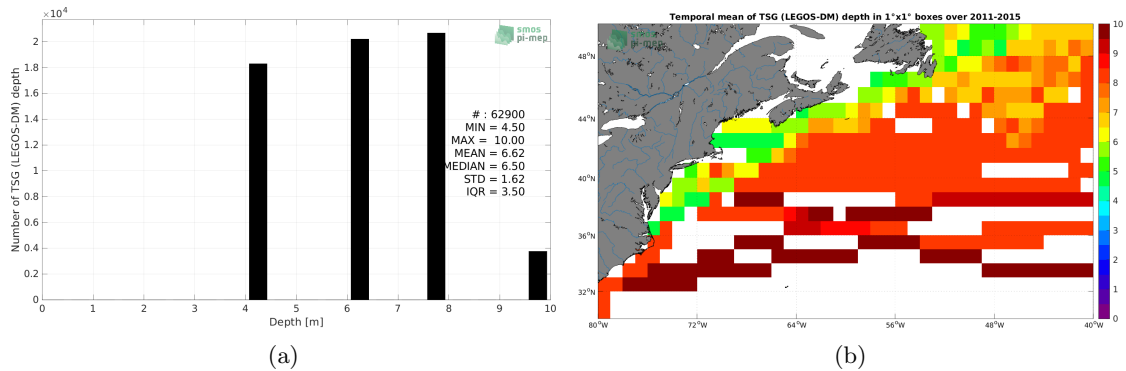 ×10⁴
2
1.8
1.6
1.4
1.2
1
0.8
0.6
0.4
0.2
0
Number of TSG (LEGOS-DM) depth
smos
pi-mep
# : 62900
MIN = 4.50
MAX = 10.00
MEAN = 6.62
MEDIAN = 6.50
STD = 1.62
IQR = 3.50
0 1 2 3 4 5 6 7 8 9 10
Depth [m]
(a)
Temporal mean of TSG (LEGOS-DM) depth in 1°x1° boxes over 2011-2015
smos
pi-mep
48°N
44°N
40°N
36°N
32°N
80°W 72°W 64°W 56°W 48°W 40°W
10
9
8
7
6
5
4
3
2
1
0
(b)